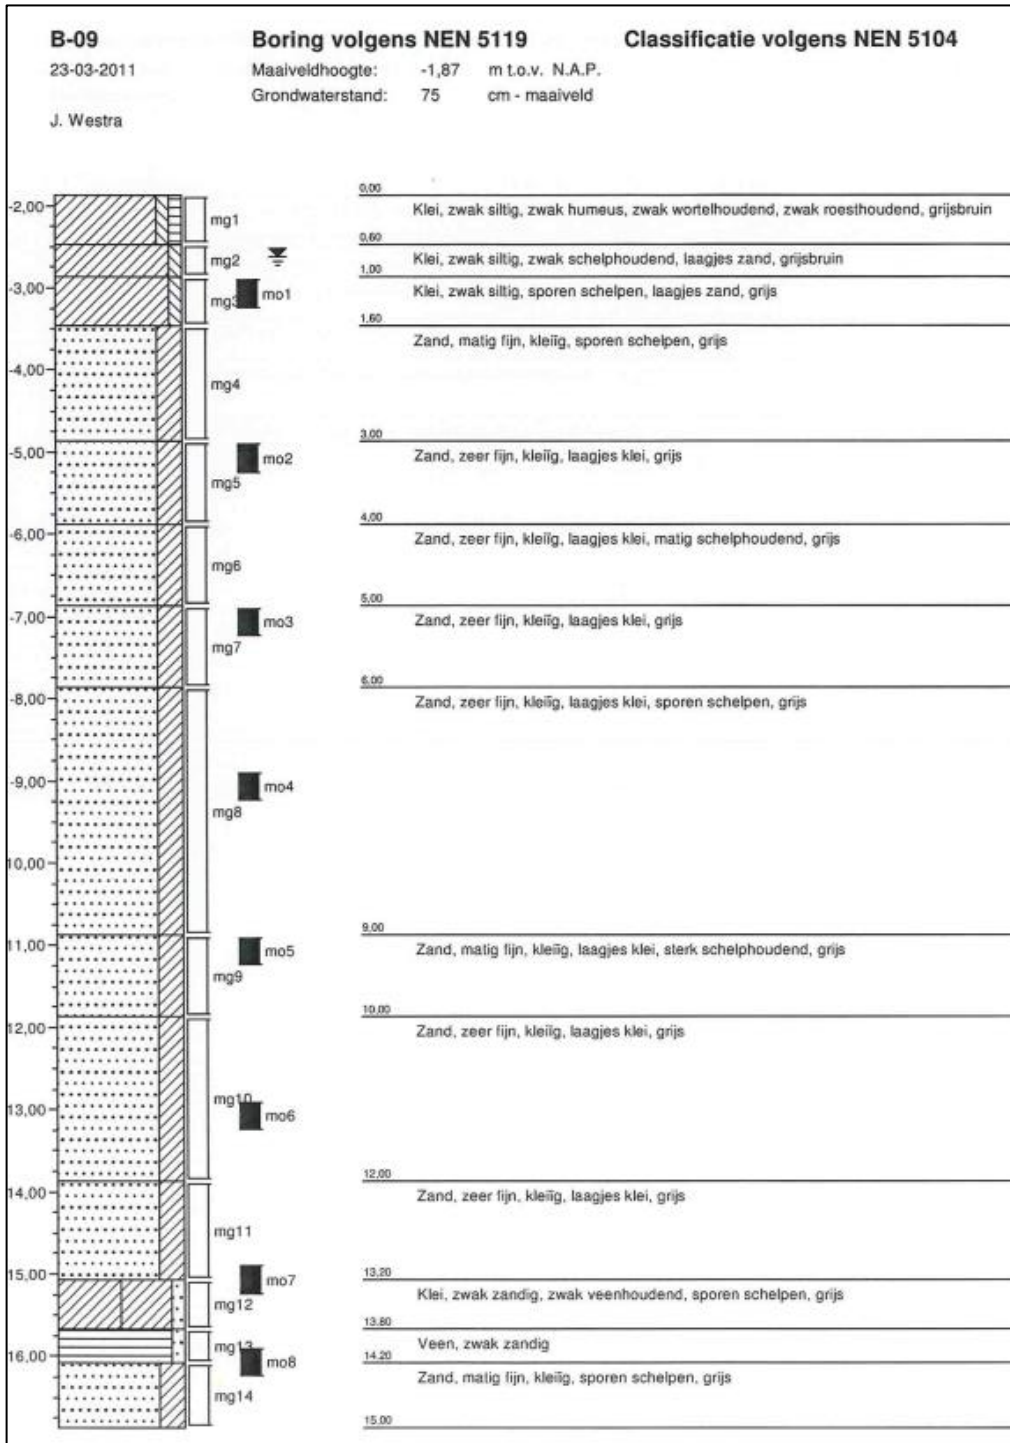 B-09 Boring volgens NEN 5119 Classificatie volgens NEN 5104
23-03-2011 Maaiveldhoogte: -1,87 m t.o.v. N.A.P.
Grondwaterstand: 75 cm - maaiveld
J. Westra
0,00
-2,00 mg1 Klei, zwak siltig, zwak humeus, zwak wortelhoudend, zwak roesthoudend, grijsbruin
0,60
mg2 Klei, zwak siltig, zwak schelphoudend, laagjes zand, grijsbruin
1,00
-3,00 mg3 mo1 Klei, zwak siltig, sporen schelpen, laagjes zand, grijs
1,60
Zand, matig fijn, kleiïg, sporen schelpen, grijs
-4,00 mg4
3,00
-5,00 mo2 Zand, zeer fijn, kleiïg, laagjes klei, grijs
mg5
4,00
-6,00 Zand, zeer fijn, kleiïg, laagjes klei, matig schelphoudend, grijs
mg6
5,00
-7,00 mo3 Zand, zeer fijn, kleiïg, laagjes klei, grijs
mg7
6,00
-8,00 Zand, zeer fijn, kleiïg, laagjes klei, sporen schelpen, grijs
-9,00 mo4
mg8
10,00
9,00
11,00 mo5 Zand, matig fijn, kleiïg, laagjes klei, sterk schelphoudend, grijs
mg9
10,00
12,00 Zand, zeer fijn, kleiïg, laagjes klei, grijs
mg10
13,00 mo6
12,00
14,00 Zand, zeer fijn, kleiïg, laagjes klei, grijs
mg11
15,00 13,20
mo7 Klei, zwak zandig, zwak veenhoudend, sporen schelpen, grijs
mg12
13,80
mg13 Veen, zwak zandig
16,00 mo8 14,20
Zand, matig fijn, kleiïg, sporen schelpen, grijs
mg14
15,00